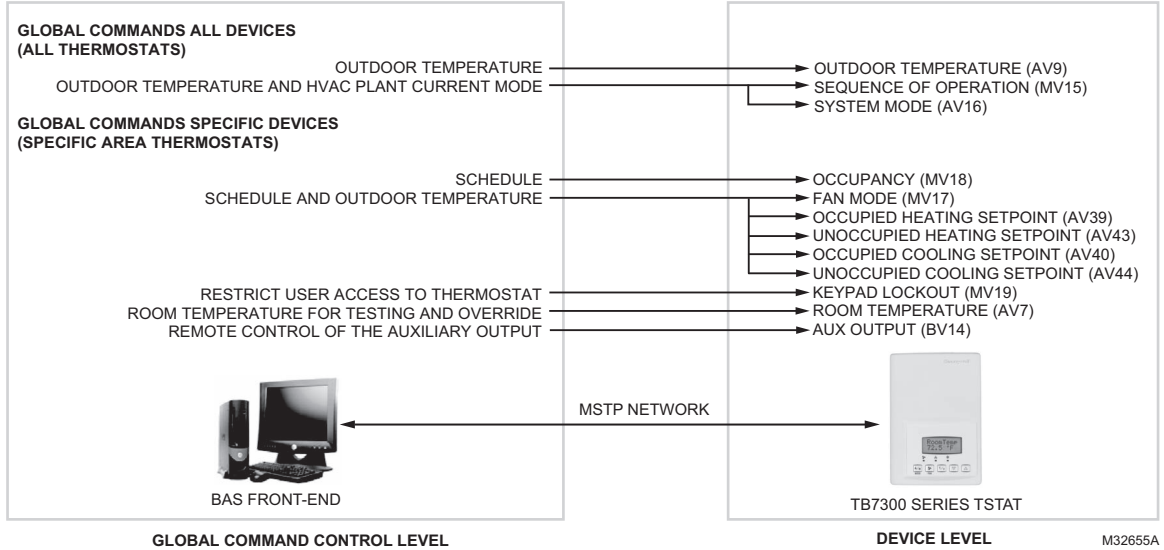 GLOBAL COMMANDS ALL DEVICES
(ALL THERMOSTATS)
OUTDOOR TEMPERATURE
OUTDOOR TEMPERATURE (AV9)
OUTDOOR TEMPERATURE AND HVAC PLANT CURRENT MODE
SEQUENCE OF OPERATION (MV15)
SYSTEM MODE (AV16)
GLOBAL COMMANDS SPECIFIC DEVICES
(SPECIFIC AREA THERMOSTATS)
SCHEDULE
OCCUPANCY (MV18)
SCHEDULE AND OUTDOOR TEMPERATURE
FAN MODE (MV17)
OCCUPIED HEATING SETPOINT (AV39)
UNOCCUPIED HEATING SETPOINT (AV43)
OCCUPIED COOLING SETPOINT (AV40)
UNOCCUPIED COOLING SETPOINT (AV44)
RESTRICT USER ACCESS TO THERMOSTAT
KEYPAD LOCKOUT (MV19)
ROOM TEMPERATURE FOR TESTING AND OVERRIDE
ROOM TEMPERATURE (AV7)
REMOTE CONTROL OF THE AUXILIARY OUTPUT
AUX OUTPUT (BV14)
MSTP NETWORK
RoomTemp
72.5 °F
BAS FRONT-END
TB7300 SERIES TSTAT
GLOBAL COMMAND CONTROL LEVEL
DEVICE LEVEL
M32655A